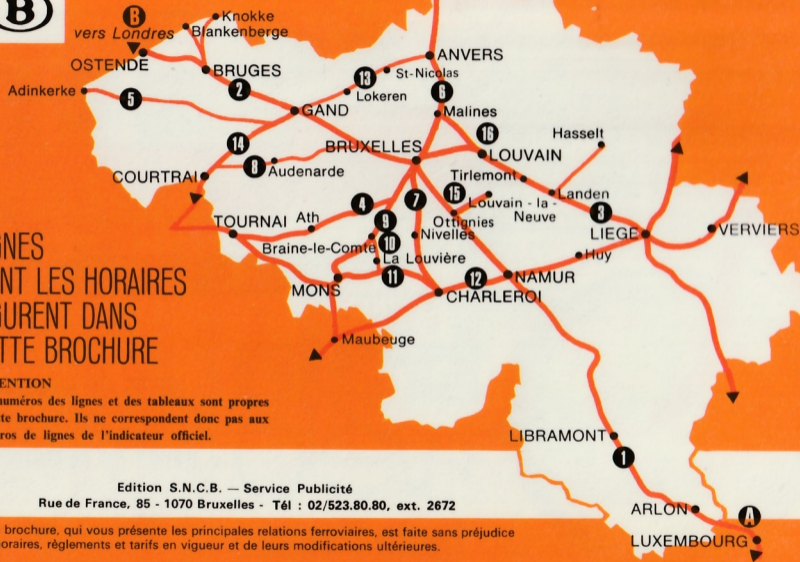 B
B
vers Londres
Knokke
Blankenberge
OSTENDE
BRUGES
2
Adinkerke
5
ANVERS
13
St-Nicolas
Lokeren
6
GAND
Malines
14
16
Hasselt
BRUXELLES
LOUVAIN
8
Audenarde
COURTRAI
Tirlemont
15
Landen
Louvain - la -
Neuve
4
7
3
TOURNAI
Ath
9
Ottignies
Nivelles
LIEGE
VERVIERS
Braine-le-Comte
10
La Louvière
Huy
11
12
NAMUR
MONS
CHARLEROI
Maubeuge
GNES
NT LES HORAIRES
GURENT DANS
TTE BROCHURE
ENTION
numéros des lignes et des tableaux sont propres
te brochure. Ils ne correspondent donc pas aux
ros de lignes de l'indicateur officiel.
LIBRAMONT
1
ARLON
A
LUXEMBOURG
Edition S.N.C.B. — Service Publicité
Rue de France, 85 - 1070 Bruxelles - Tél : 02/523.80.80, ext. 2672
brochure, qui vous présente les principales relations ferroviaires, est faite sans préjudice
oraires, règlements et tarifs en vigueur et de leurs modifications ultérieures.